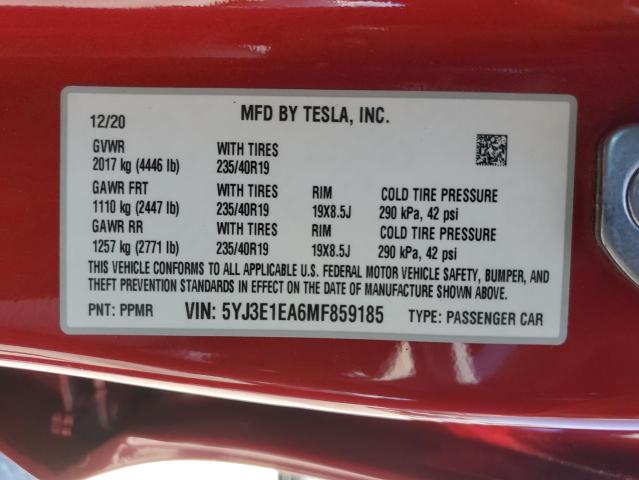 12/20 MFD BY TESLA, INC.
GVWR WITH TIRES
2017 kg (4446 lb) 235/40R19
GAWR FRT WITH TIRES RIM COLD TIRE PRESSURE
1110 kg (2447 lb) 235/40R19 19X8.5J 290 kPa, 42 psi
GAWR RR WITH TIRES RIM COLD TIRE PRESSURE
1257 kg (2771 lb) 235/40R19 19X8.5J 290 kPa, 42 psi
THIS VEHICLE CONFORMS TO ALL APPLICABLE U.S. FEDERAL MOTOR VEHICLE SAFETY, BUMPER, AND
THEFT PREVENTION STANDARDS IN EFFECT ON THE DATE OF MANUFACTURE SHOWN ABOVE.
PNT: PPMR VIN: 5YJ3E1EA6MF859185 TYPE: PASSENGER CAR